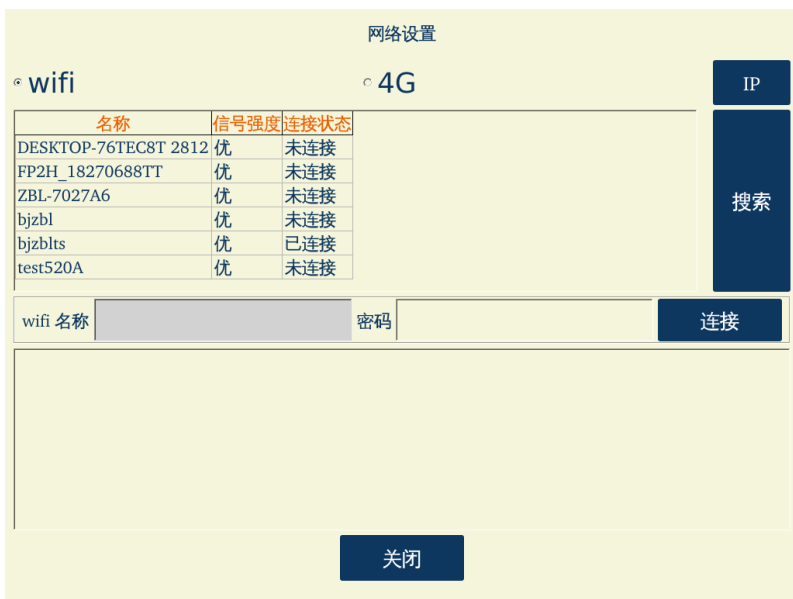 网络设置
wifi 4G IP
名称 信号强度 连接状态
DESKTOP-76TEC8T 2812 优 未连接
FP2H_18270688TT 优 未连接
ZBL-7027A6 优 未连接
搜索
bjzbl 优 未连接
bjzblts 优 已连接
test520A 优 未连接
wifi 名称 密码 连接
关闭